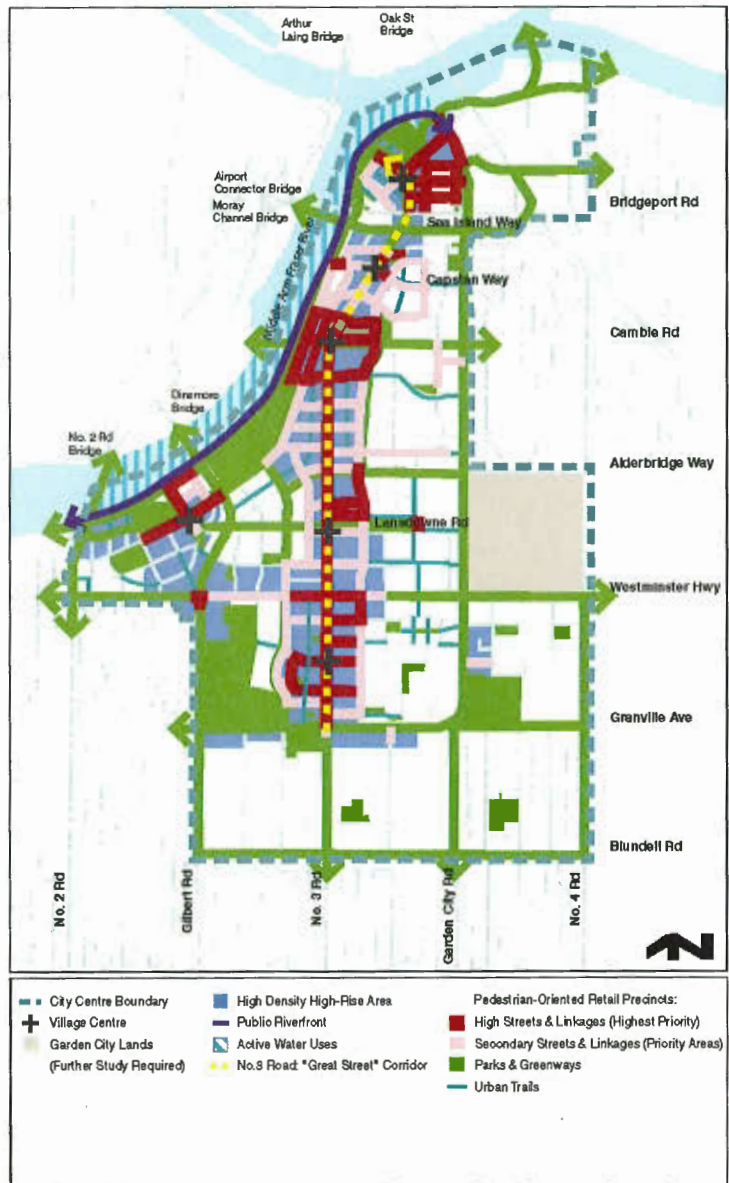 Arthur
Laing Bridge
Oak St
Bridge
Airport
Connector Bridge
Moray
Channel Bridge
Bridgeport Rd
Sea Island Way
Middle Arm Fraser River
Capstan Way
Cambie Rd
Dinsmore
Bridge
No. 2 Rd
Bridge
Alderbridge Way
Lansdowne Rd
Westminster Hwy
Granville Ave
Blundell Rd
No. 2 Rd
Gilbert Rd
No. 3 Rd
Garden City Rd
No. 4 Rd
N
City Centre Boundary
Village Centre
Garden City Lands
(Further Study Required)
High Density High-Rise Area
Public Riverfront
Active Water Uses
No.3 Road: "Great Street" Corridor
Pedestrian-Oriented Retail Precincts:
High Streets & Linkages (Highest Priority)
Secondary Streets & Linkages (Priority Areas)
Parks & Greenways
Urban Trails